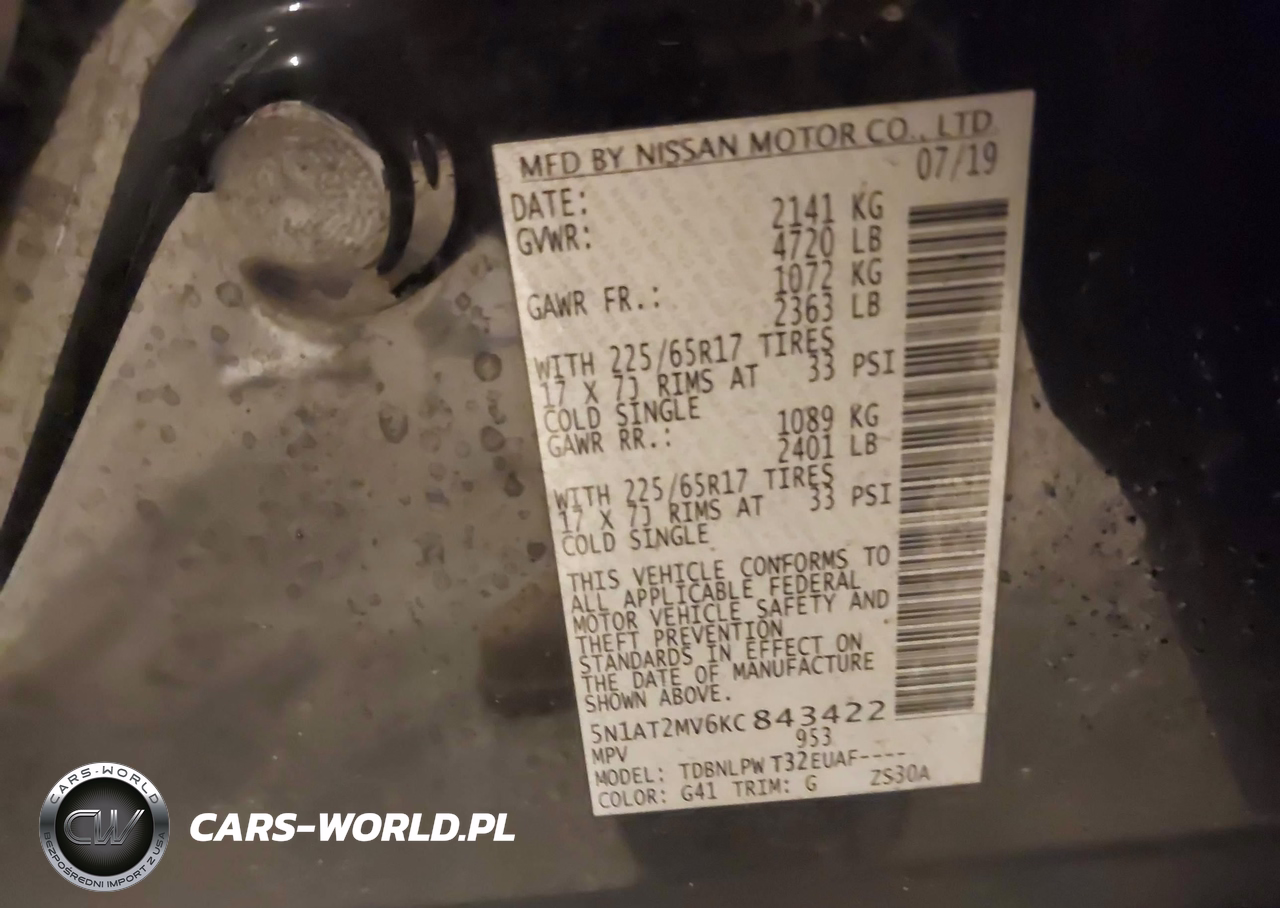 MFD BY NISSAN MOTOR CO., LTD
DATE: 07/19
GVWR: 2141 KG
4720 LB
GAWR FR.: 1072 KG
2363 LB
WITH 225/65R17 TIRES
17 X 7J RIMS AT 33 PSI
COLD SINGLE
GAWR RR.: 1089 KG
2401 LB
WITH 225/65R17 TIRES
17 X 7J RIMS AT 33 PSI
COLD SINGLE
THIS VEHICLE CONFORMS TO
ALL APPLICABLE FEDERAL
MOTOR VEHICLE SAFETY AND
THEFT PREVENTION
STANDARDS IN EFFECT ON
THE DATE OF MANUFACTURE
SHOWN ABOVE.
5N1AT2MV6KC843422
MPV 953
MODEL: TDBNLPW T32EUAF----
COLOR: G41 TRIM: G ZS30A
CARS-WORLD
CW
BEZPOŚREDNI IMPORT Z USA
CARS-WORLD.PL